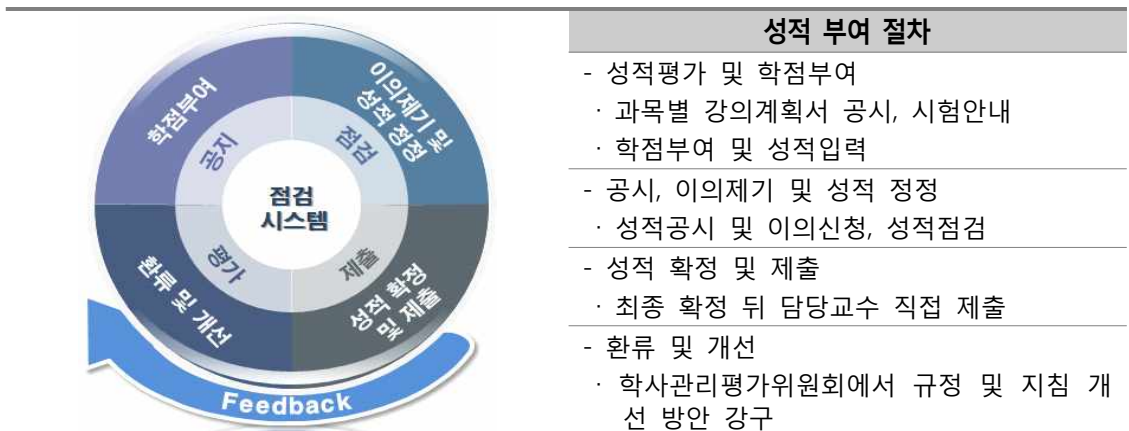 학점부여
이의제기 및
성적 정정
공지
점검
점검
시스템
평가
제출
환류 및 개선
성적 확정
및 제출
Feedback
성적 부여 절차
- 성적평가 및 학점부여
· 과목별 강의계획서 공시, 시험안내
· 학점부여 및 성적입력
- 공시, 이의제기 및 성적 정정
· 성적공시 및 이의신청, 성적점검
- 성적 확정 및 제출
· 최종 확정 뒤 담당교수 직접 제출
- 환류 및 개선
· 학사관리평가위원회에서 규정 및 지침 개
선 방안 강구